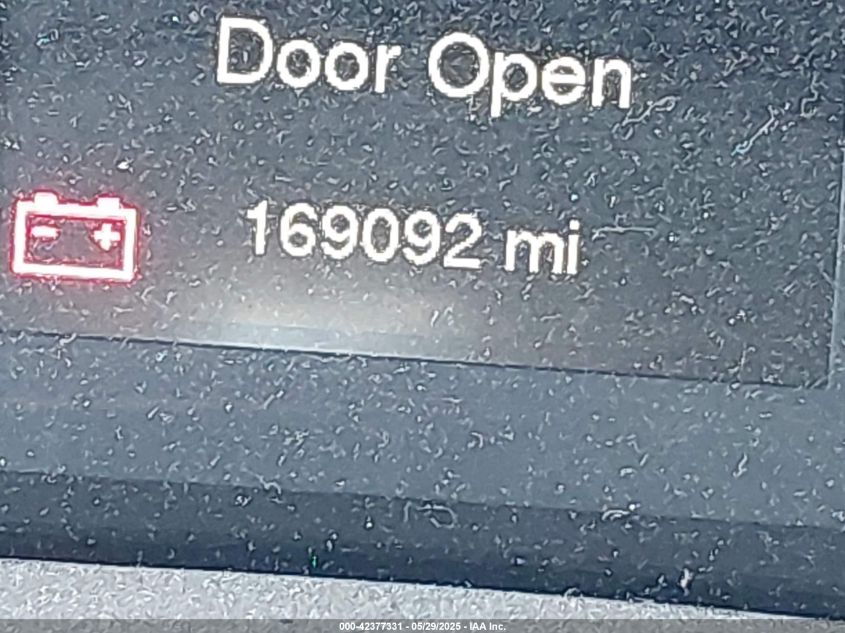 Door Open
169092 mi
000-42377331 - 05/29/2025 - IAA Inc.